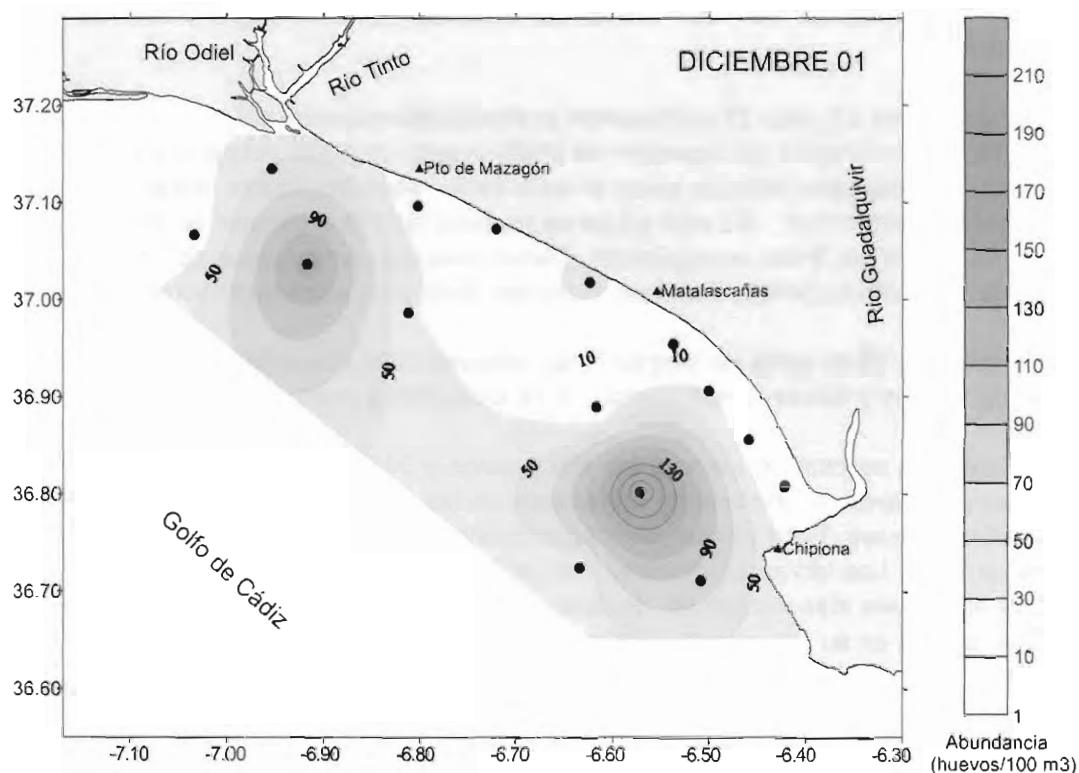 DICIEMBRE 01
Río Odiel
Río Tinto
Pto de Mazagón
Matalascañas
Río Guadalquivir
Chipiona
Golfo de Cádiz
90
50
50
10
10
50
130
90
50
37.20
37.10
37.00
36.90
36.80
36.70
36.60
-7.10 -7.00 -6.90 -6.80 -6.70 -6.60 -6.50 -6.40 -6.30
210
190
170
150
130
110
90
70
50
30
10
1
Abundancia
(huevos/100 m3)